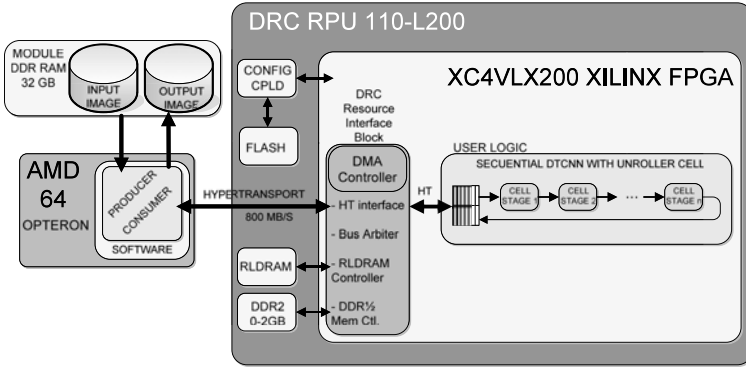 DRC RPU 110-L200
MODULE
DDR RAM
32 GB
INPUT
IMAGE
OUTPUT
IMAGE
AMD
64
OPTERON
PRODUCER
CONSUMER
SOFTWARE
HYPERTRANSPORT
800 MB/S
CONFIG
CPLD
FLASH
RLDRAM
DDR2
0-2GB
XC4VLX200 XILINX FPGA
DRC
Resource
Interface
Block
DMA
Controller
- HT interface
- Bus Arbiter
- RLDRAM
Controller
- DDR½
Mem Ctl.
HT
USER LOGIC
SECUENTIAL DTCNN WITH UNROLLER CELL
CELL
STAGE 1
CELL
STAGE 2
...
CELL
STAGE n